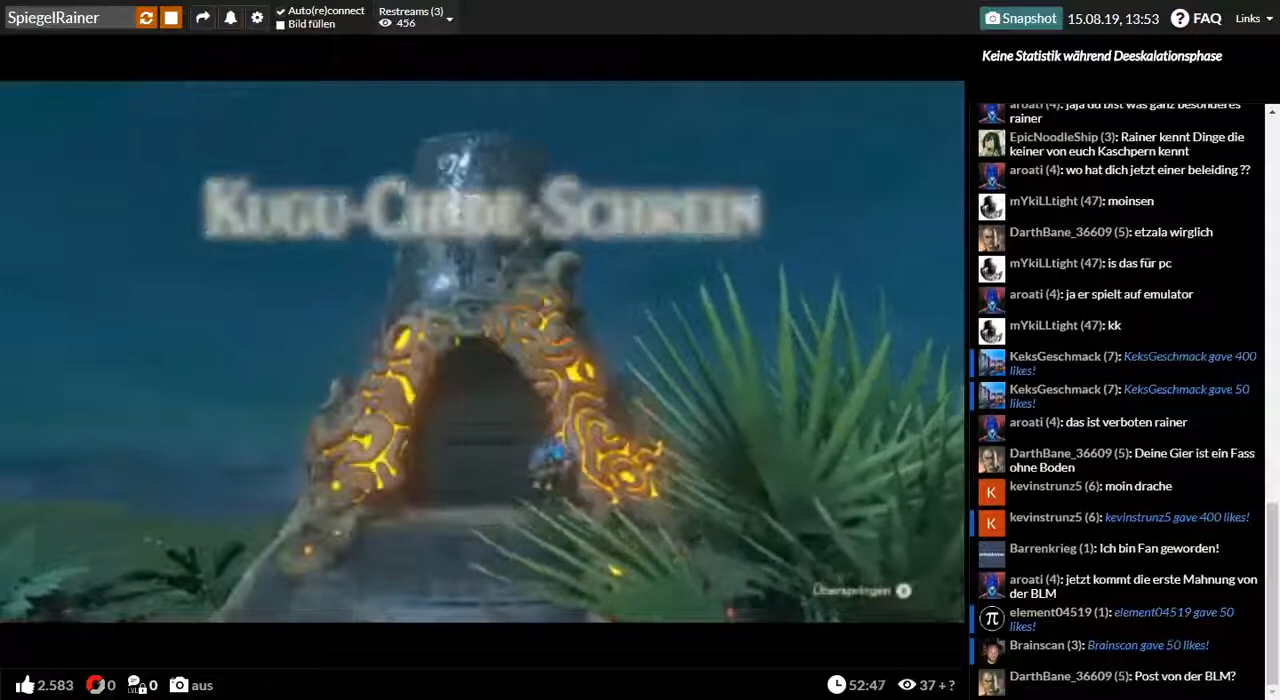 SpiegelRainer
Auto(re)connect
Bild füllen
Restreams (3)
456
Snapshot
15.08.19, 13:53
? FAQ
Links
Keine Statistik während Deeskalationsphase
aroati (4): jaja du bist was ganz besonderes
rainer
EpicNoodleShip (3): Rainer kennt Dinge die
keiner von euch Kaschpern kennt
aroati (4): wo hat dich jetzt einer beleiding ??
mYkiLLtight (47): moinsen
DarthBane_36609 (5): etzala wirglich
mYkiLLtight (47): is das für pc
aroati (4): ja er spielt auf emulator
mYkiLLtight (47): kk
KeksGeschmack (7): KeksGeschmack gave 400
likes!
KeksGeschmack (7): KeksGeschmack gave 50
likes!
aroati (4): das ist verboten rainer
DarthBane_36609 (5): Deine Gier ist ein Fass
ohne Boden
K
kevinstrunz5 (6): moin drache
K
kevinstrunz5 (6): kevinstrunz5 gave 400 likes!
Barrenkrieg (1): Ich bin Fan geworden!
aroati (4): jetzt kommt die erste Mahnung von
der BLM
π
element04519 (1): element04519 gave 50
likes!
Brainscan (3): Brainscan gave 50 likes!
DarthBane_36609 (5): Post von der BLM?
Schrein
Überspringen
2.583
0
LVL
0
aus
52:47
37 + ?